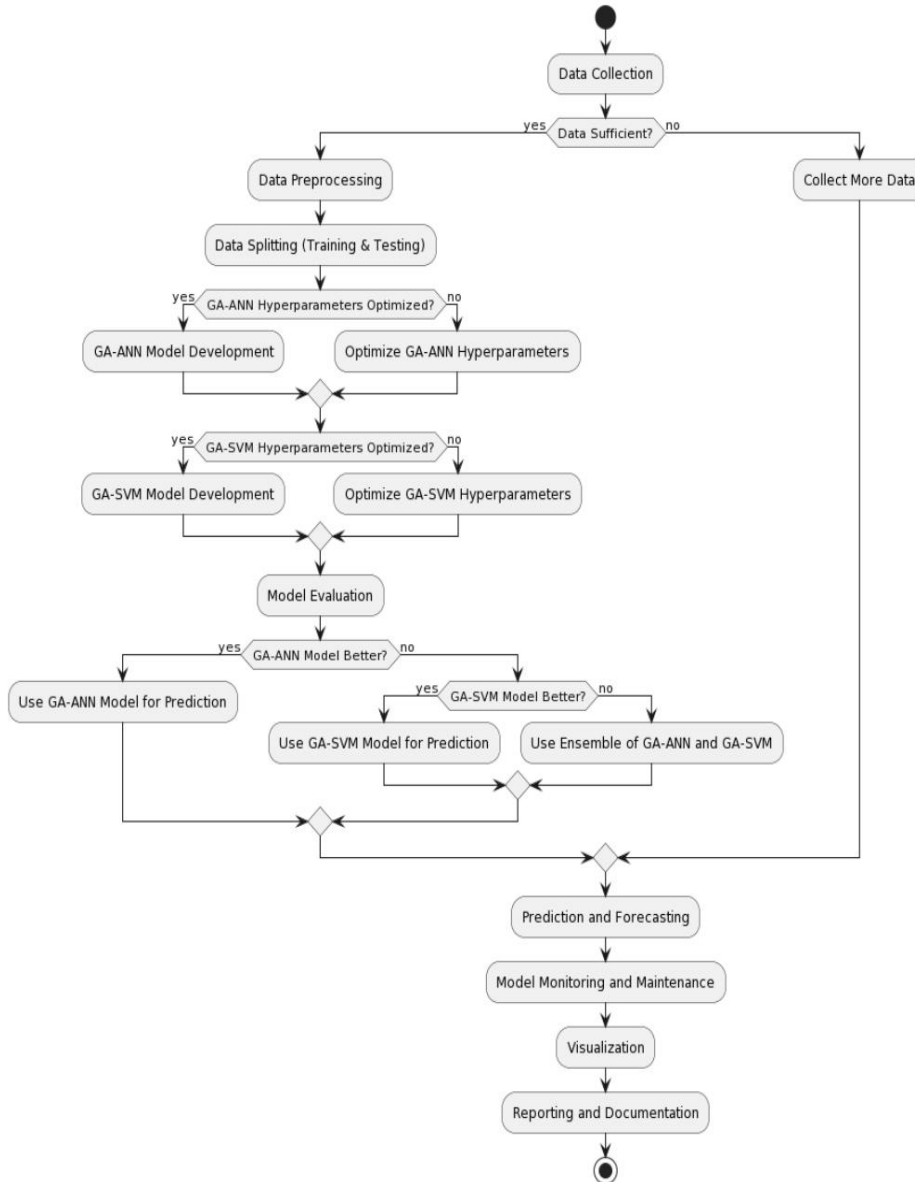 Data Collection
yes
Data Sufficient?
no
Data Preprocessing
Collect More Data
Data Splitting (Training & Testing)
yes
GA-ANN Hyperparameters Optimized?
no
GA-ANN Model Development
Optimize GA-ANN Hyperparameters
yes
GA-SVM Hyperparameters Optimized?
no
GA-SVM Model Development
Optimize GA-SVM Hyperparameters
Model Evaluation
yes
GA-ANN Model Better?
no
Use GA-ANN Model for Prediction
yes
GA-SVM Model Better?
no
Use GA-SVM Model for Prediction
Use Ensemble of GA-ANN and GA-SVM
Prediction and Forecasting
Model Monitoring and Maintenance
Visualization
Reporting and Documentation